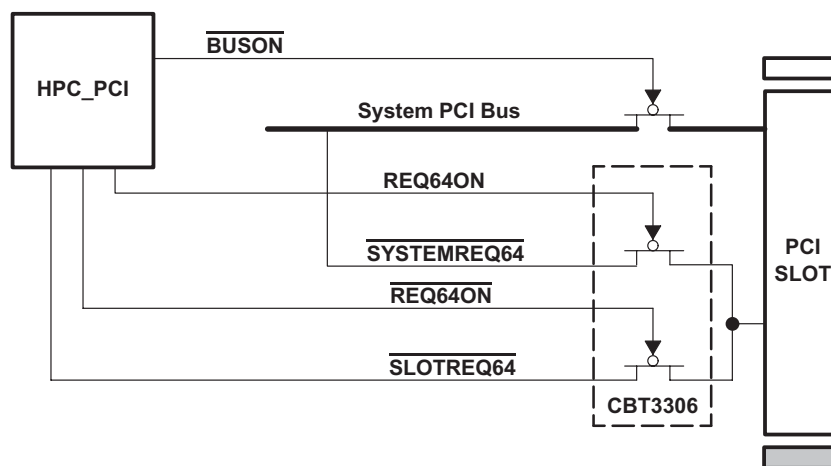 BUSON
HPC_PCI
System PCI Bus
REQ64ON
SYSTEMREQ64
REQ64ON
SLOTREQ64
CBT3306
PCI
SLOT